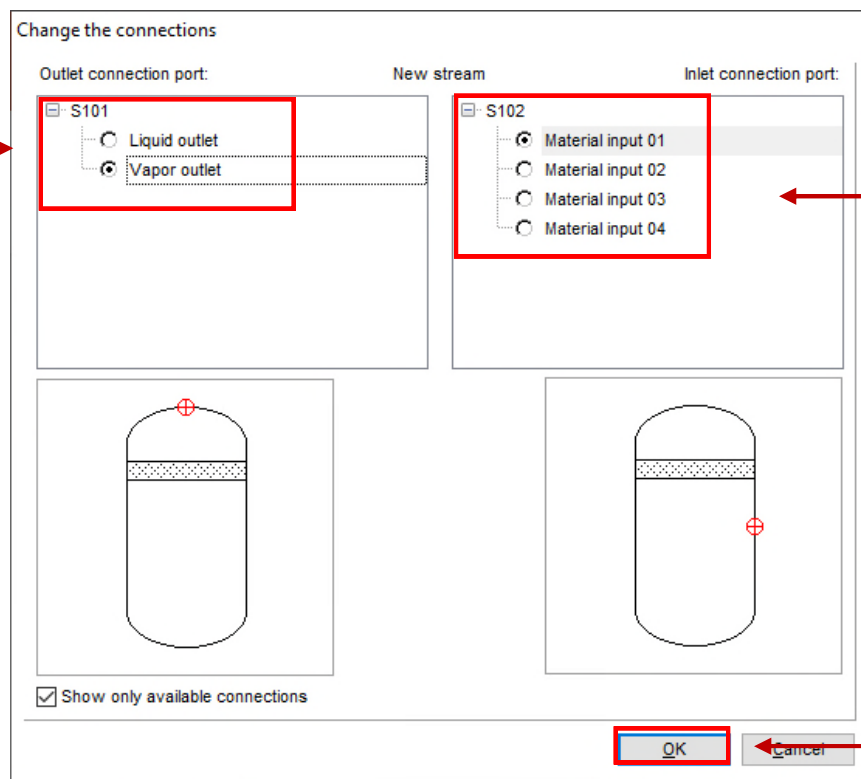 Change the connections
Outlet connection port: New stream Inlet connection port:
S101
Liquid outlet
Vapor outlet
S102
Material input 01
Material input 02
Material input 03
Material input 04
Show only available connections
OK Cancel